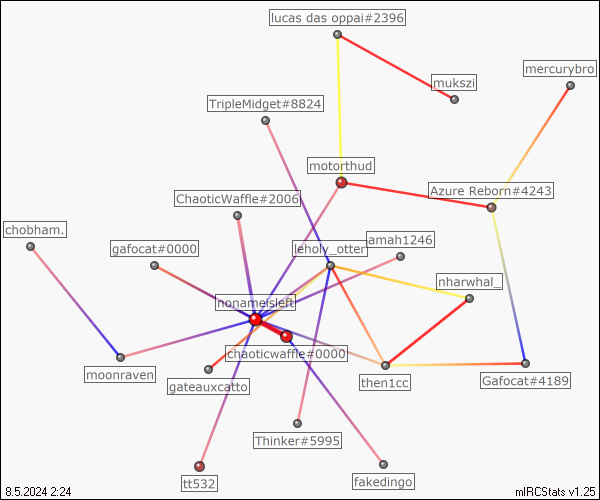 lucas das oppai#2396
mercurybro
mukszi
TripleMidget#8824
motorthud
Azure Reborn#4243
ChaoticWaffle#2006
chobham.
gafocat#0000
leholy_otter
amah1246
nharwhal_
nonameisleft
chaoticwaffle#0000
moonraven
gateauxcatto
then1cc
Gafocat#4189
Thinker#5995
tt532
fakedingo
8.5.2024 2:24
mIRCStats v1.25